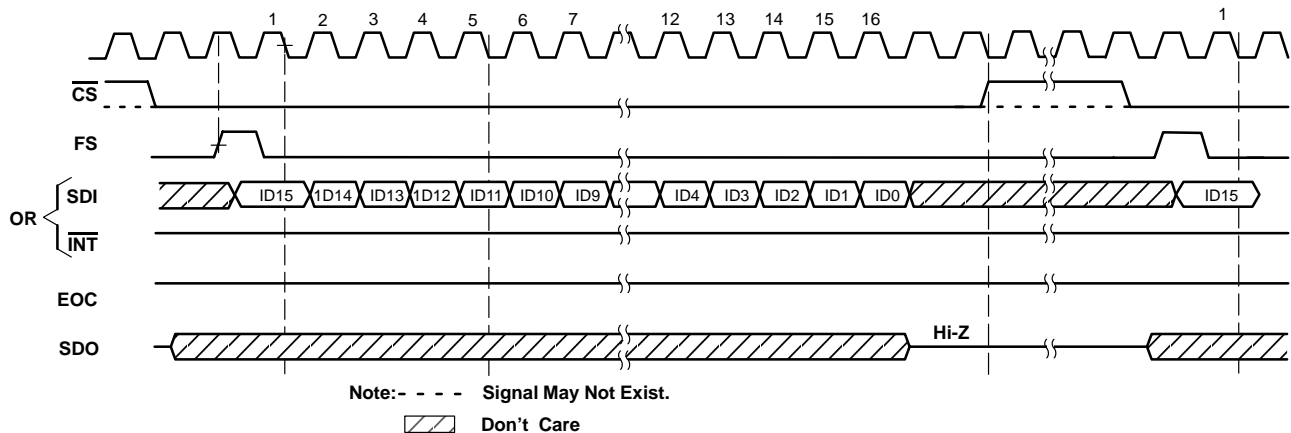 1 2 3 4 5 6 7 12 13 14 15 16 1
CS
FS
SDI ID15 1D14 ID13 1D12 ID11 ID10 ID9 ID4 ID3 ID2 ID1 ID0 ID15
OR
INT
EOC
SDO Hi-Z
Note:- - - - Signal May Not Exist.
Don't Care